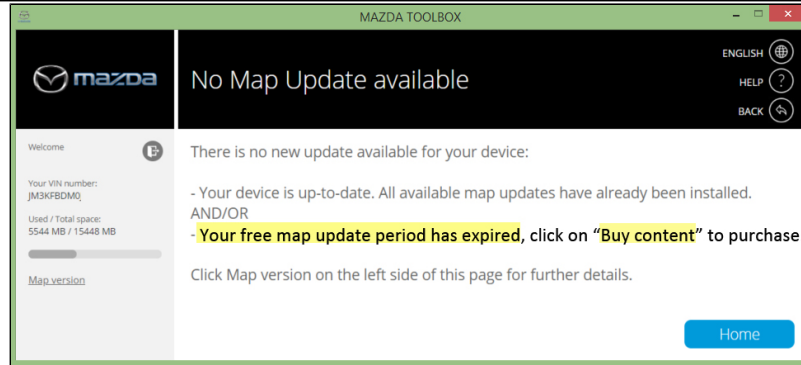 MAZDA TOOLBOX
mazda
No Map Update available
ENGLISH
HELP ?
BACK
Welcome
Your VIN number:
JM3KFBDM0
Used / Total space:
5544 MB / 15448 MB
Map version
There is no new update available for your device:
- Your device is up-to-date. All available map updates have already been installed.
AND/OR
- Your free map update period has expired, click on “Buy content” to purchase
Click Map version on the left side of this page for further details.
Home